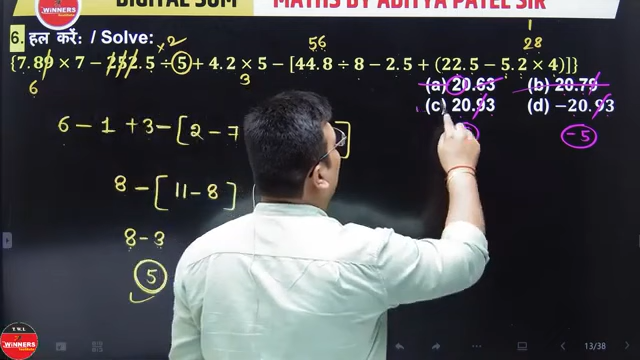 WINNERS
DIGITAL SUM
MATHS BY ADITYA PATEL SIR
6. हल करें: / Solve:
×2
56
1
28
{7.89 × 7 − 252.5 ÷ 5 + 4.2 × 5 − [44.8 ÷ 8 − 2.5 + (22.5 − 5.2 × 4)]}
6
3
(a) 20.63 (b) 20.79
(c) 20.93 (d) −20.93
-5
6 - 1 + 3 - [2 - 7 ]
8 - [11 - 8]
8 - 3
5
T.W.I.
WINNERS
13/38